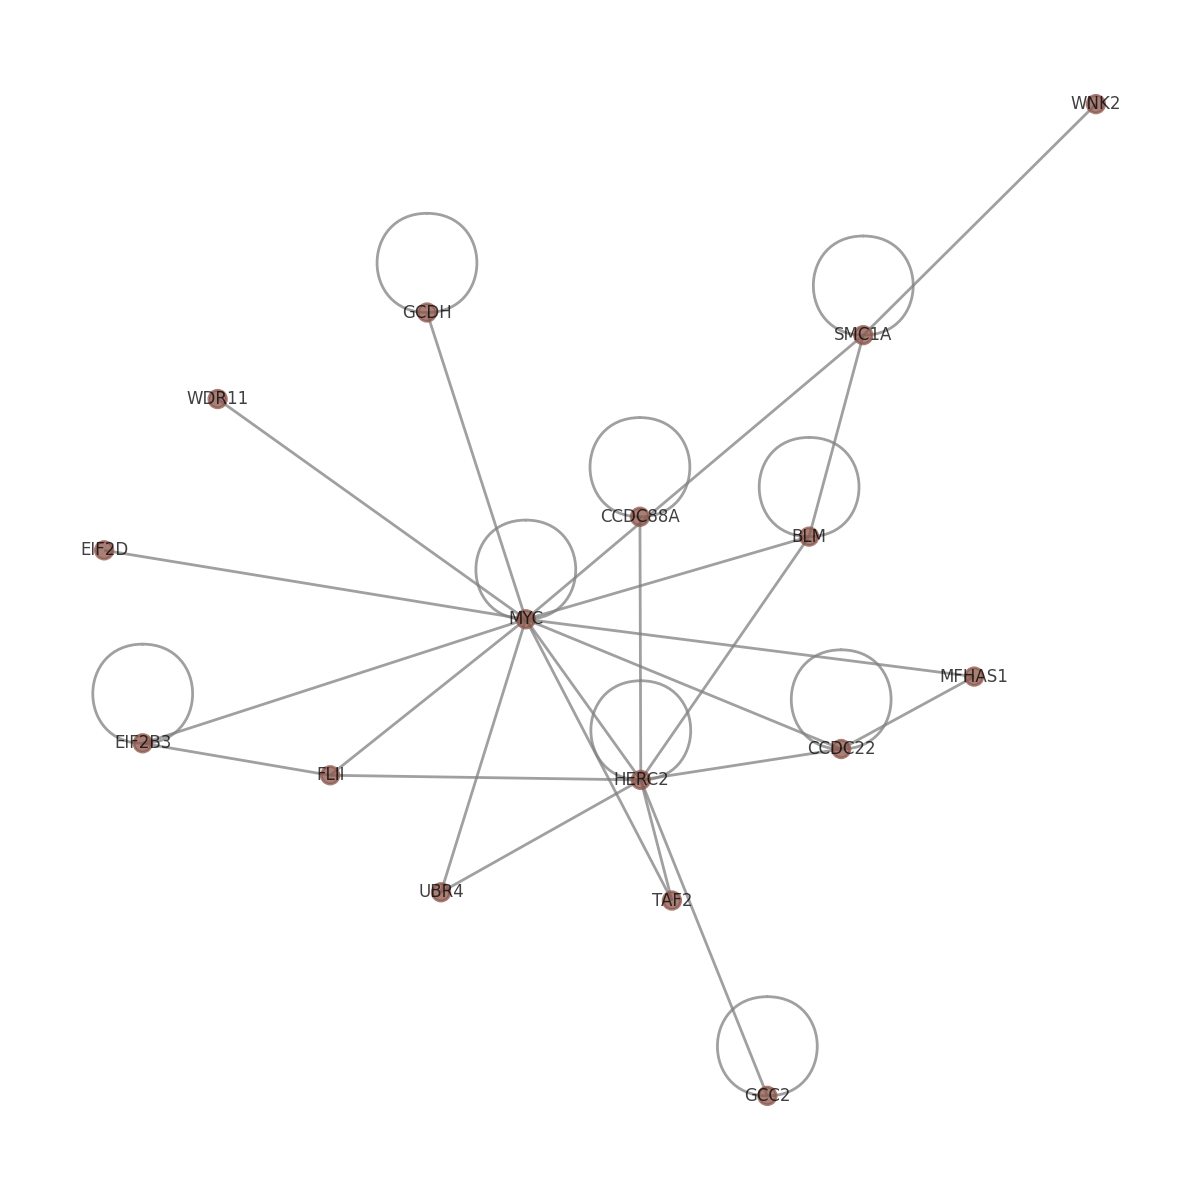 WNK2
GCDH
SMC1A
WDR11
CCDC88A
BLM
EIF2D
MYC
MFHAS1
EIF2B3
CCDC22
FLII
HERC2
UBR4
TAF2
GCC2